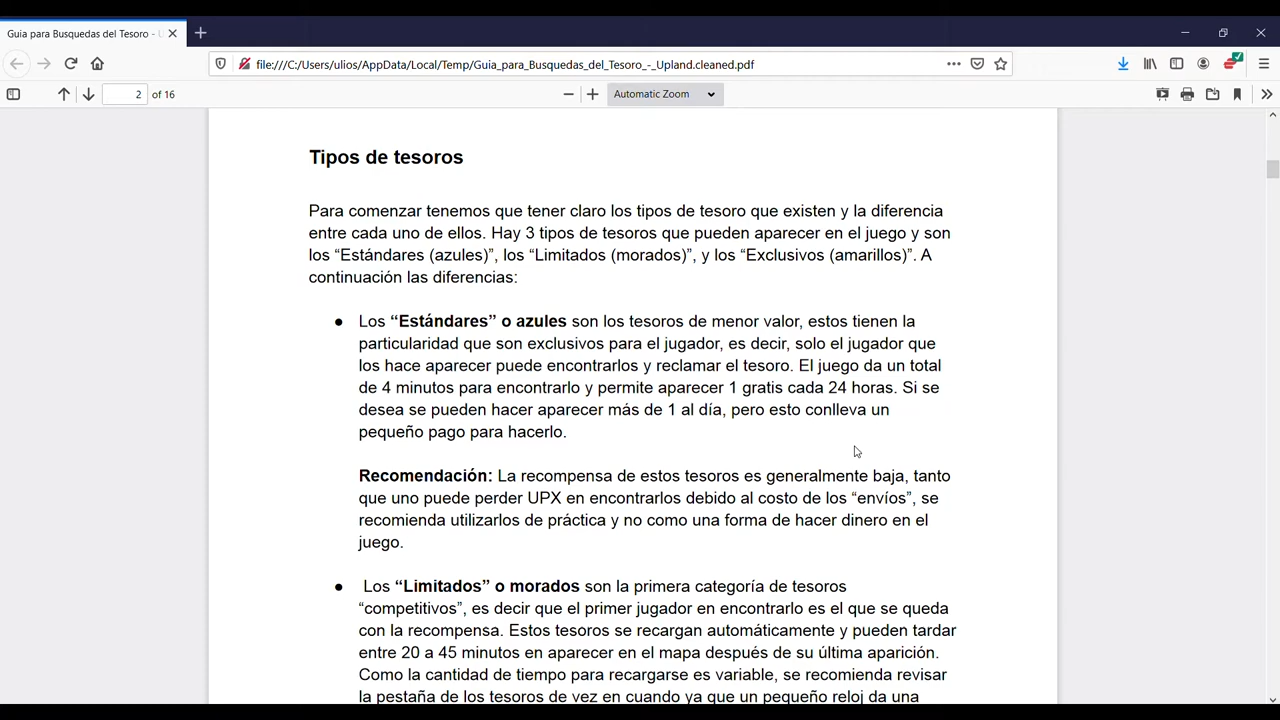 Guia para Busquedas del Tesoro - U
file:///C:/Users/ulios/AppData/Local/Temp/Guia_para_Busquedas_del_Tesoro_-_Upland.cleaned.pdf
2 of 16
Automatic Zoom
Tipos de tesoros
Para comenzar tenemos que tener claro los tipos de tesoro que existen y la diferencia
entre cada uno de ellos. Hay 3 tipos de tesoros que pueden aparecer en el juego y son
los “Estándares (azules)”, los “Limitados (morados)”, y los “Exclusivos (amarillos)”. A
continuación las diferencias:
● Los “Estándares” o azules son los tesoros de menor valor, estos tienen la
particularidad que son exclusivos para el jugador, es decir, solo el jugador que
los hace aparecer puede encontrarlos y reclamar el tesoro. El juego da un total
de 4 minutos para encontrarlo y permite aparecer 1 gratis cada 24 horas. Si se
desea se pueden hacer aparecer más de 1 al día, pero esto conlleva un
pequeño pago para hacerlo.
Recomendación: La recompensa de estos tesoros es generalmente baja, tanto
que uno puede perder UPX en encontrarlos debido al costo de los “envíos”, se
recomienda utilizarlos de práctica y no como una forma de hacer dinero en el
juego.
● Los “Limitados” o morados son la primera categoría de tesoros
“competitivos”, es decir que el primer jugador en encontrarlo es el que se queda
con la recompensa. Estos tesoros se recargan automáticamente y pueden tardar
entre 20 a 45 minutos en aparecer en el mapa después de su última aparición.
Como la cantidad de tiempo para recargarse es variable, se recomienda revisar
la pestaña de los tesoros de vez en cuando ya que un pequeño reloj da una